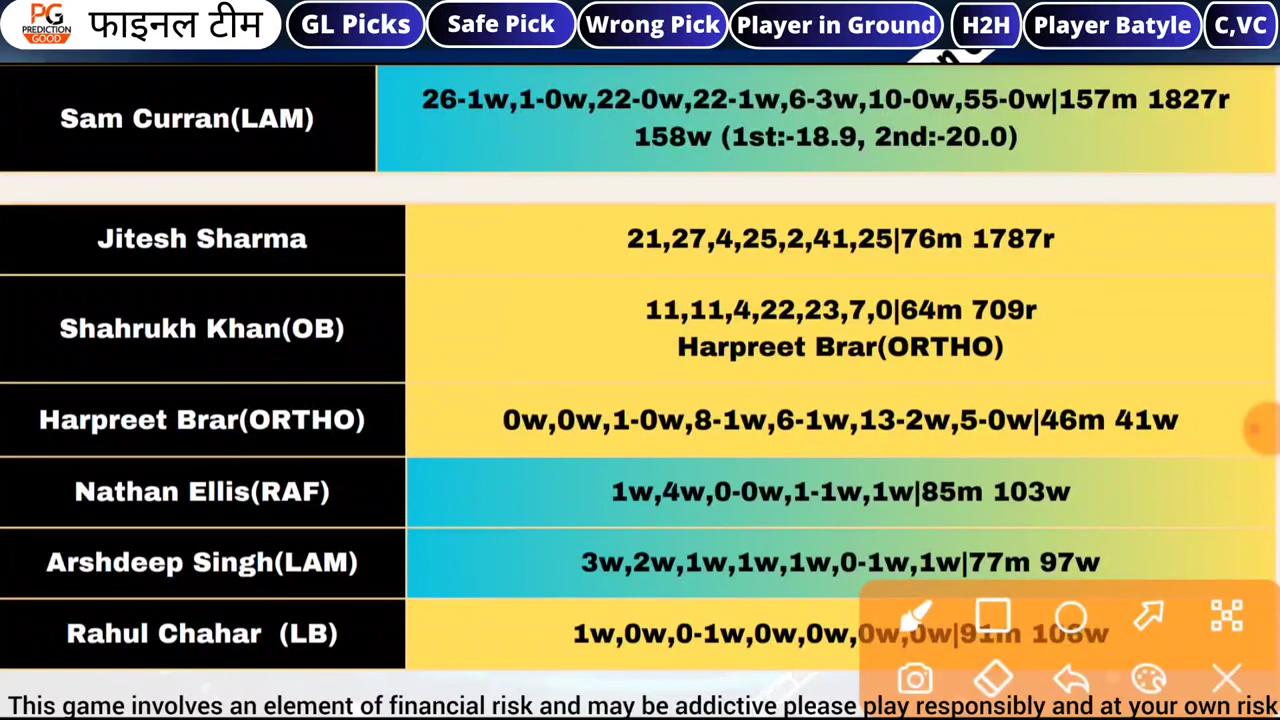 PG
PREDICTION
GOOD
फाइनल टीम
GL Picks
Safe Pick
Wrong Pick
Player in Ground
H2H
Player Batyle
C,VC
Sam Curran(LAM)
26-1w,1-0w,22-0w,22-1w,6-3w,10-0w,55-0w|157m 1827r
158w (1st:-18.9, 2nd:-20.0)
Jitesh Sharma
21,27,4,25,2,41,25|76m 1787r
Shahrukh Khan(OB)
11,11,4,22,23,7,0|64m 709r
Harpreet Brar(ORTHO)
Harpreet Brar(ORTHO)
0w,0w,1-0w,8-1w,6-1w,13-2w,5-0w|46m 41w
Nathan Ellis(RAF)
1w,4w,0-0w,1-1w,1w|85m 103w
Arshdeep Singh(LAM)
3w,2w,1w,1w,1w,0-1w,1w|77m 97w
Rahul Chahar (LB)
1w,0w,0-1w,0w,0w,0w,0w|91m 106w
This game involves an element of financial risk and may be addictive please play responsibly and at your own risk